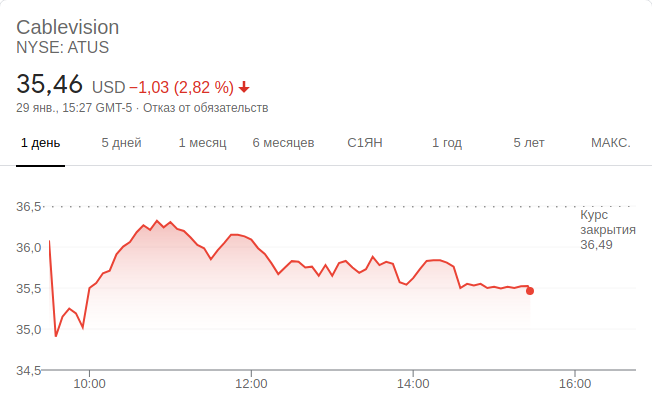 Cablevision
NYSE: ATUS
35,46 USD −1,03 (2,82 %)
29 янв., 15:27 GMT-5 · Отказ от обязательств
1 день 5 дней 1 месяц 6 месяцев С1ЯН 1 год 5 лет МАКС.
36,5
Курс
закрытия
36,49
36,0
35,5
35,0
34,5
10:00 12:00 14:00 16:00